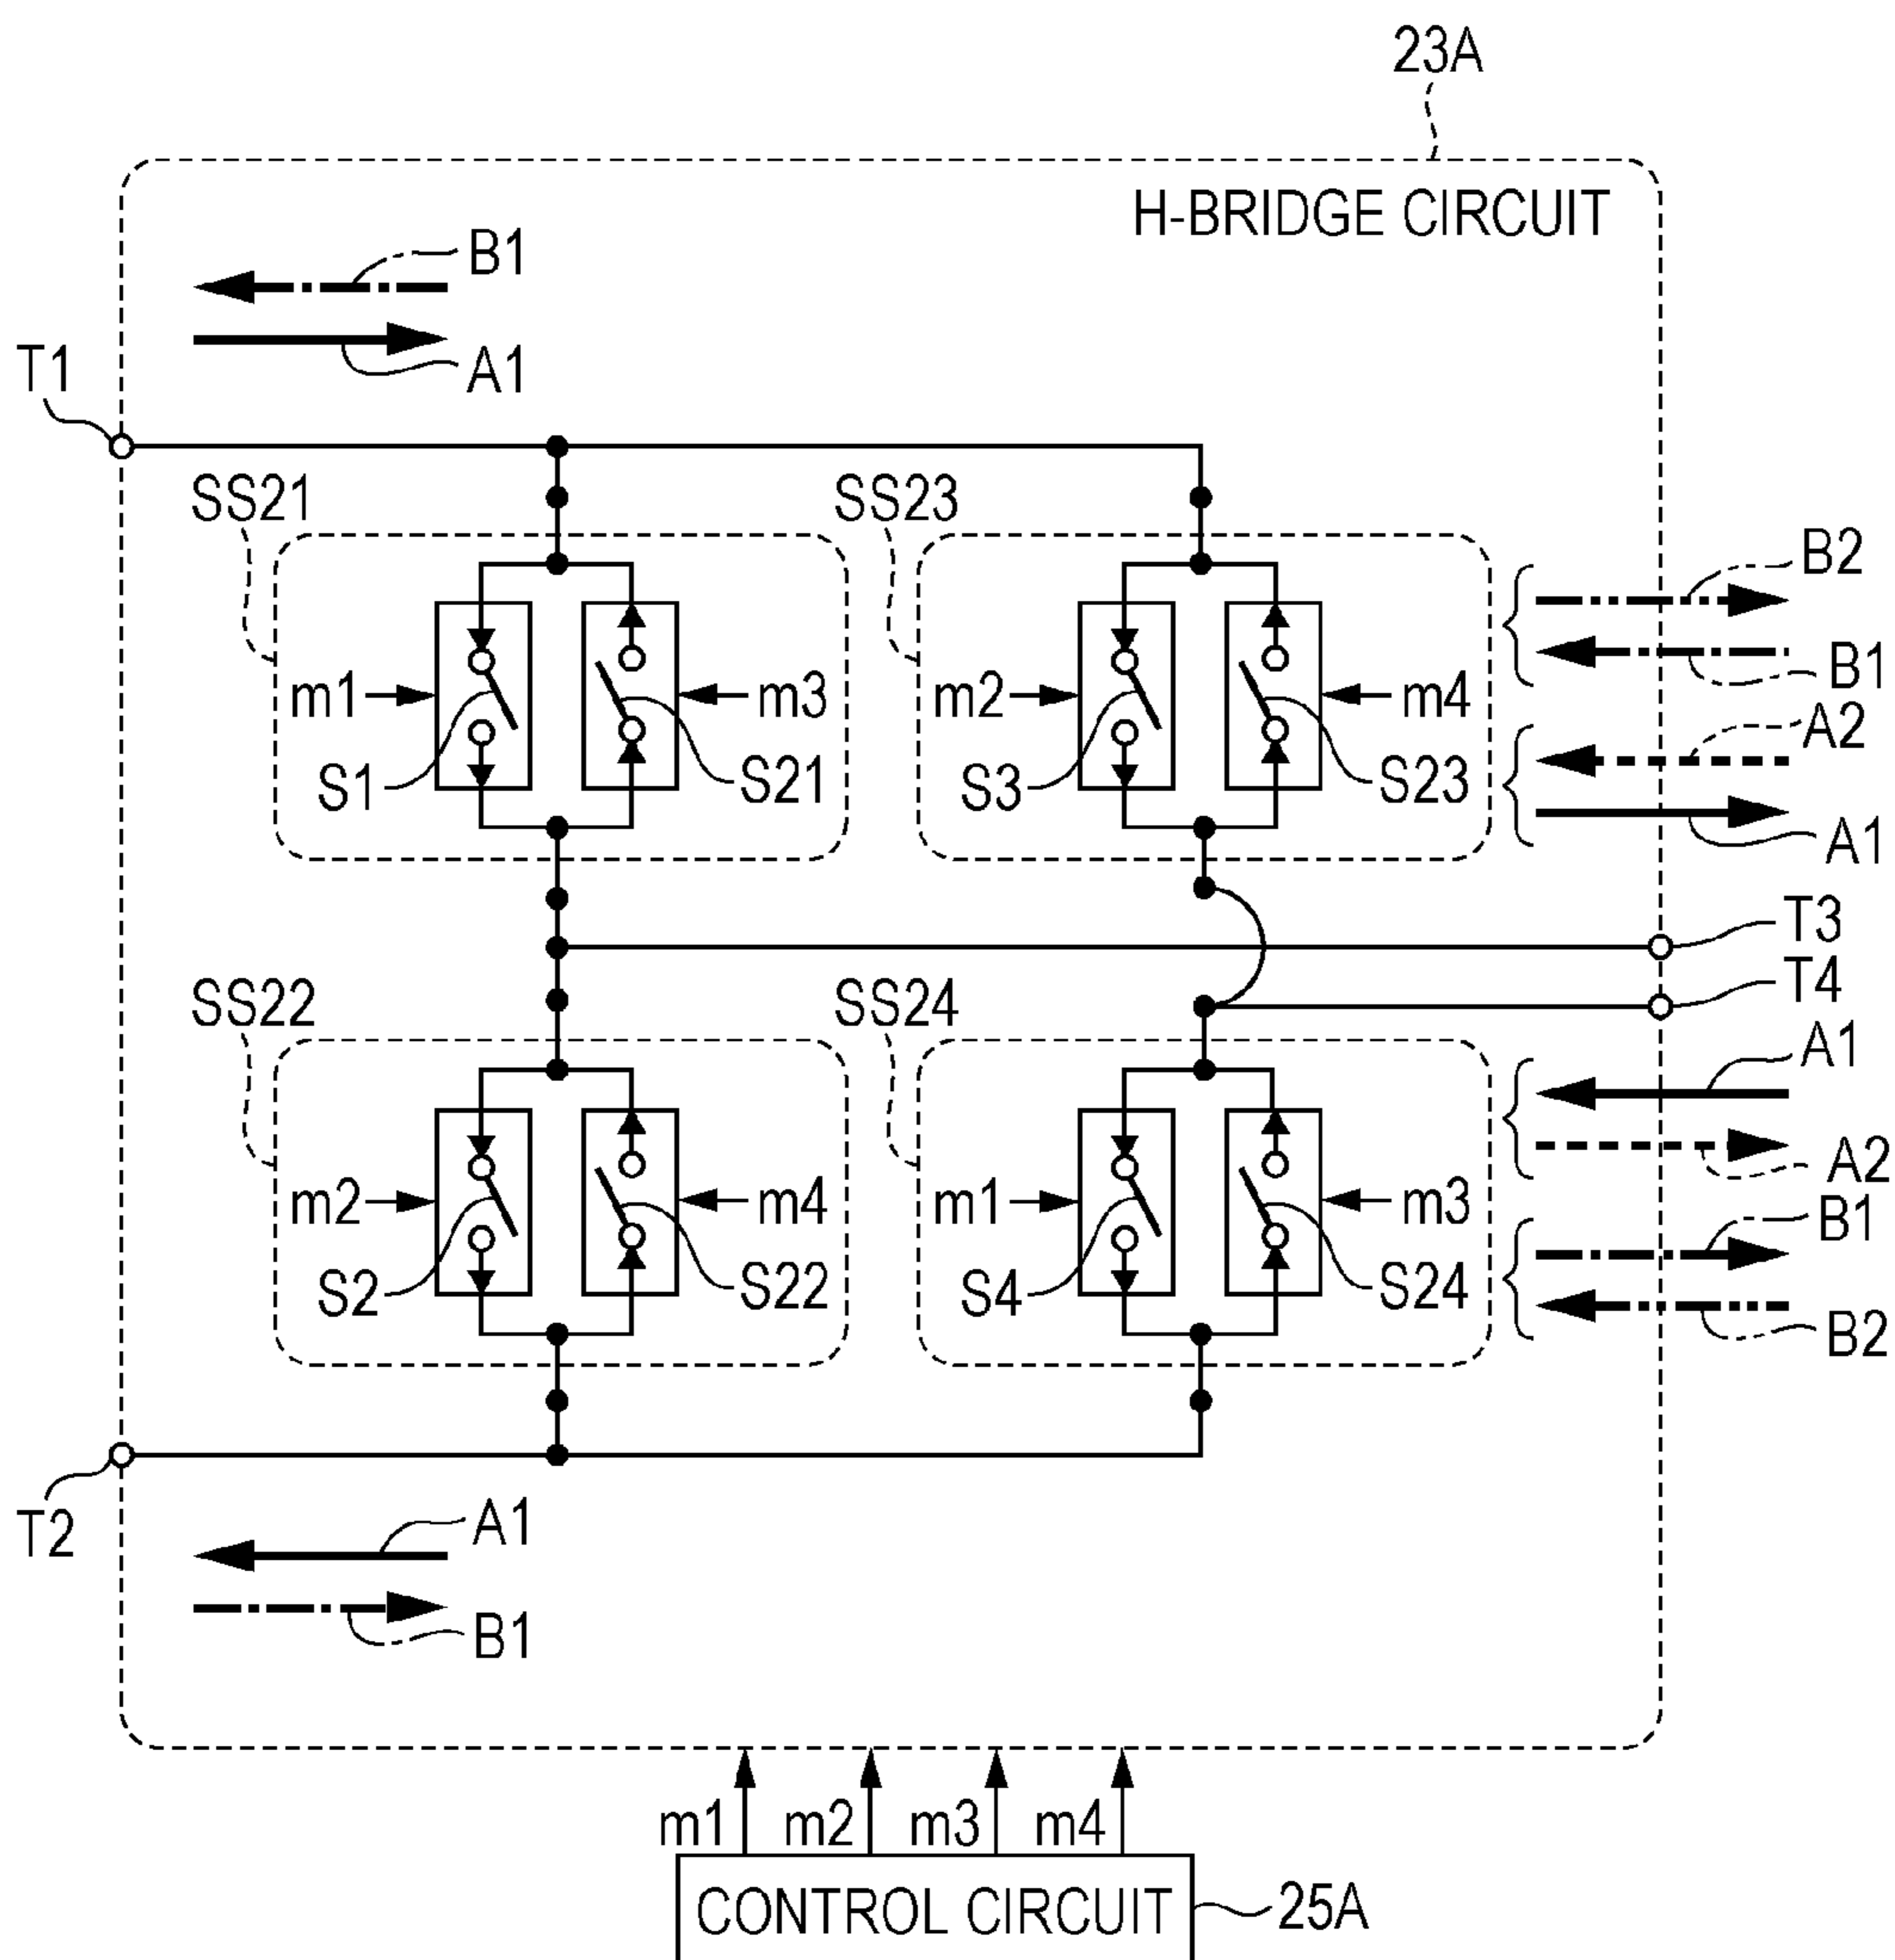 23A
H-BRIDGE CIRCUIT
B1
A1
T1
SS21
SS23
B2
m1
m3
m2
m4
B1
S1
S21
S3
S23
A2
A1
T3
T4
SS22
SS24
A1
m2
m4
m1
m3
A2
B1
S2
S22
S4
S24
B2
T2
A1
B1
m1
m2
m3
m4
CONTROL CIRCUIT
25A